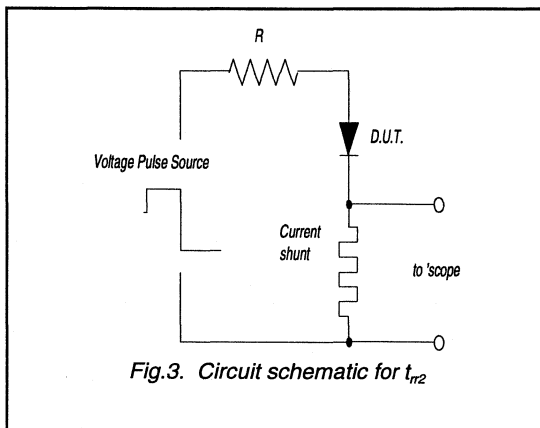 R
D.U.T.
Voltage Pulse Source
Current
shunt
to 'scope
Fig.3. Circuit schematic for trr2